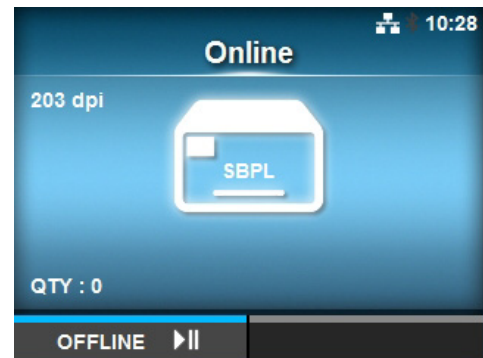 10:28
Online
203 dpi
SBPL
QTY : 0
OFFLINE